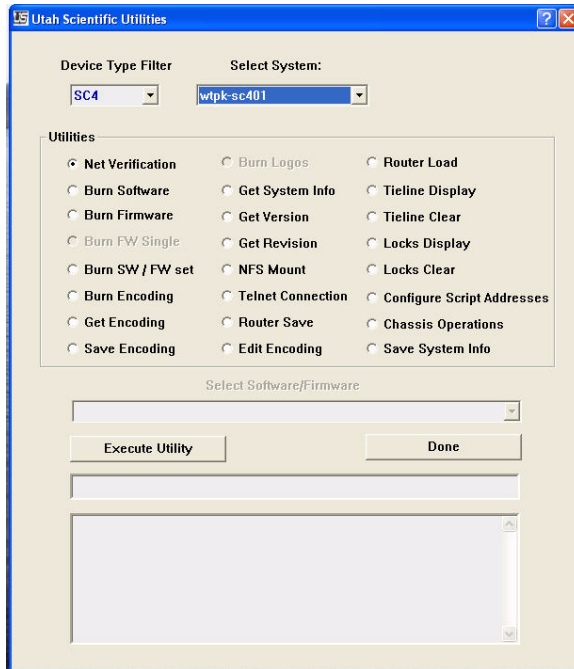 US Utah Scientific Utilities
Device Type Filter Select System:
SC4 wtpk-sc401
Utilities
Net Verification Burn Logos Router Load
Burn Software Get System Info Tieline Display
Burn Firmware Get Version Tieline Clear
Burn FW Single Get Revision Locks Display
Burn SW / FW set NFS Mount Locks Clear
Burn Encoding Telnet Connection Configure Script Addresses
Get Encoding Router Save Chassis Operations
Save Encoding Edit Encoding Save System Info
Select Software/Firmware
Execute Utility Done